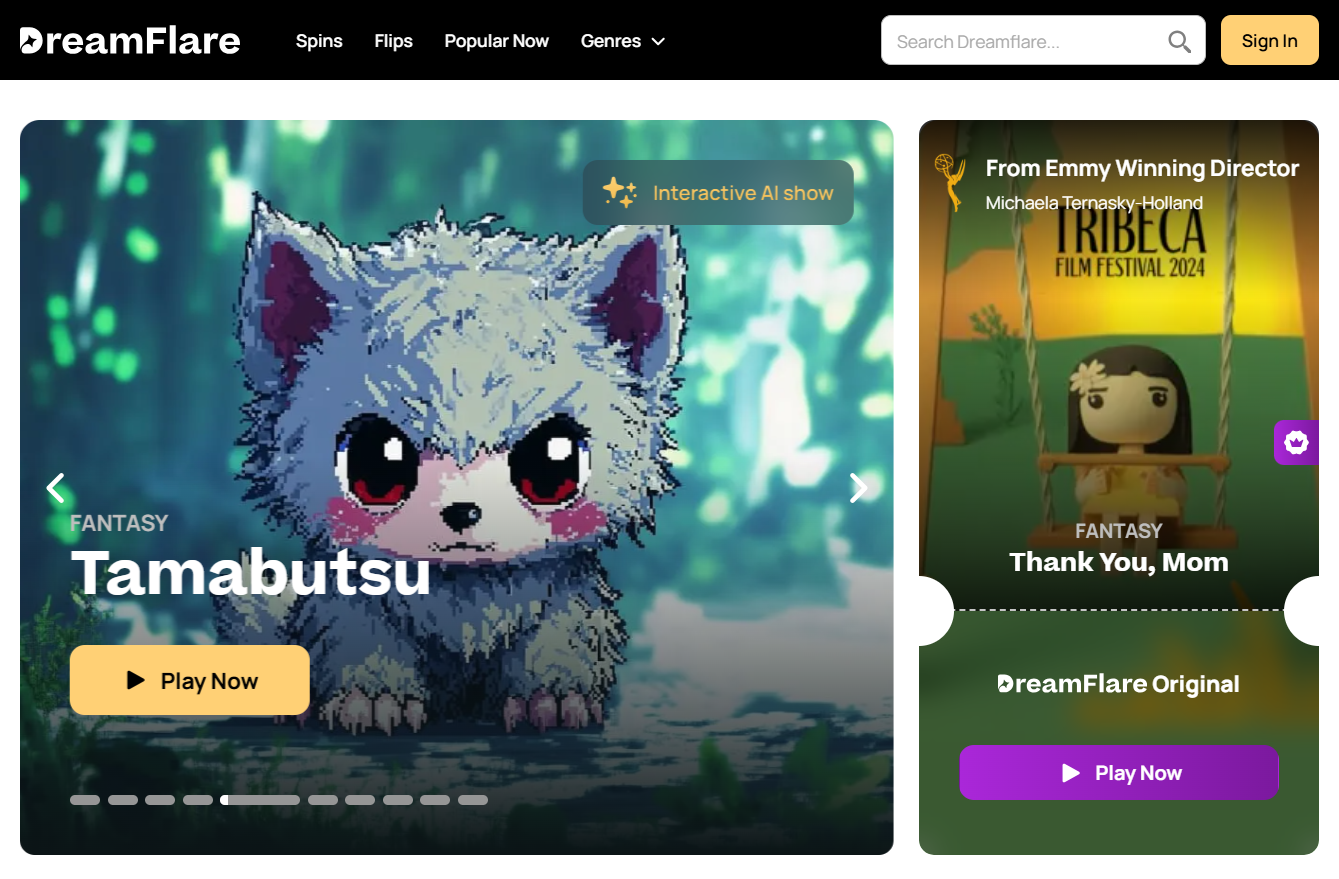 DreamFlare
Spins
Flips
Popular Now
Genres
Search Dreamflare...
Sign In
Interactive AI show
FANTASY
Tamabutsu
Play Now
From Emmy Winning Director
Michaela Ternasky-Holland
TRIBECA
FILM FESTIVAL 2024
FANTASY
Thank You, Mom
DreamFlare Original
Play Now